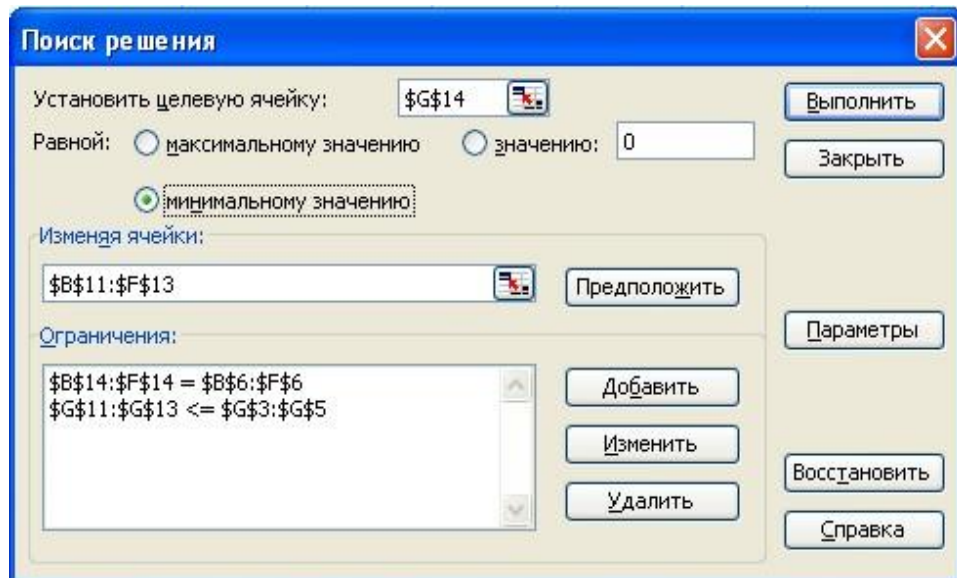 Поиск решения
Установить целевую ячейку: $G$14 Выполнить
Равной: максимальному значению значению: 0
Закрыть
минимальному значению
Изменяя ячейки:
$B$11:$F$13 Предположить
Параметры
Ограничения:
$B$14:$F$14 = $B$6:$F$6 Добавить
$G$11:$G$13 <= $G$3:$G$5
Изменить
Восстановить
Удалить
Справка